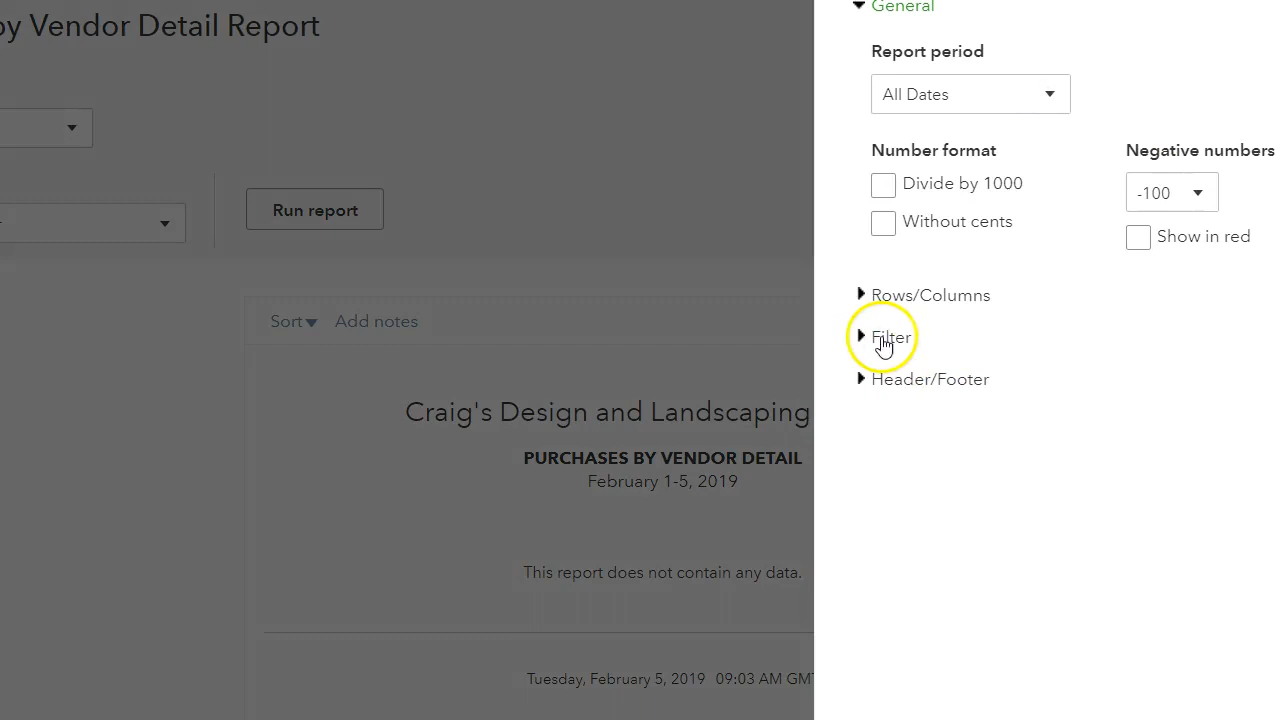 by Vendor Detail Report
Run report
Sort
Add notes
Craig's Design and Landscaping
PURCHASES BY VENDOR DETAIL
February 1-5, 2019
This report does not contain any data.
Tuesday, February 5, 2019 09:03 AM GMT
General
Report period
All Dates
Number format
Negative numbers
Divide by 1000
-100
Without cents
Show in red
Rows/Columns
Filter
Header/Footer